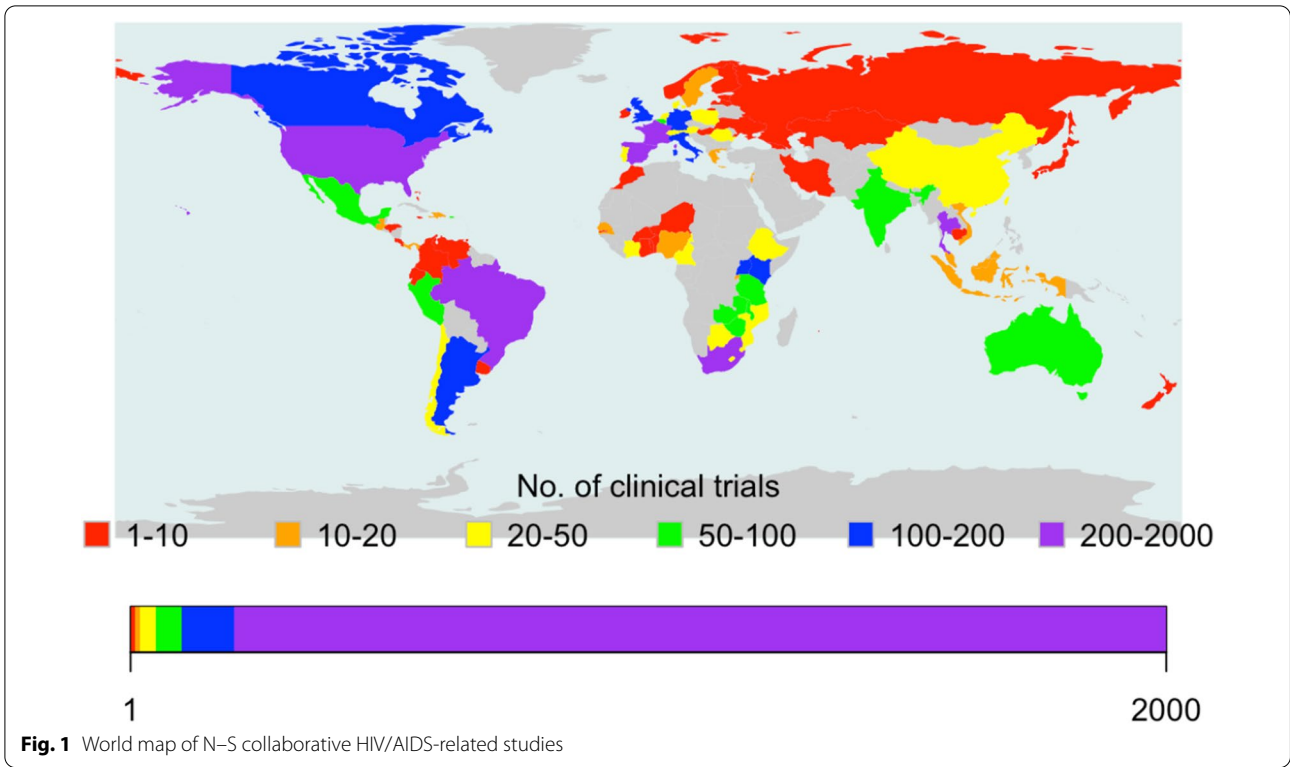 No. of clinical trials
1-10 10-20 20-50 50-100 100-200 200-2000
1 2000
Fig. 1 World map of N–S collaborative HIV/AIDS-related studies